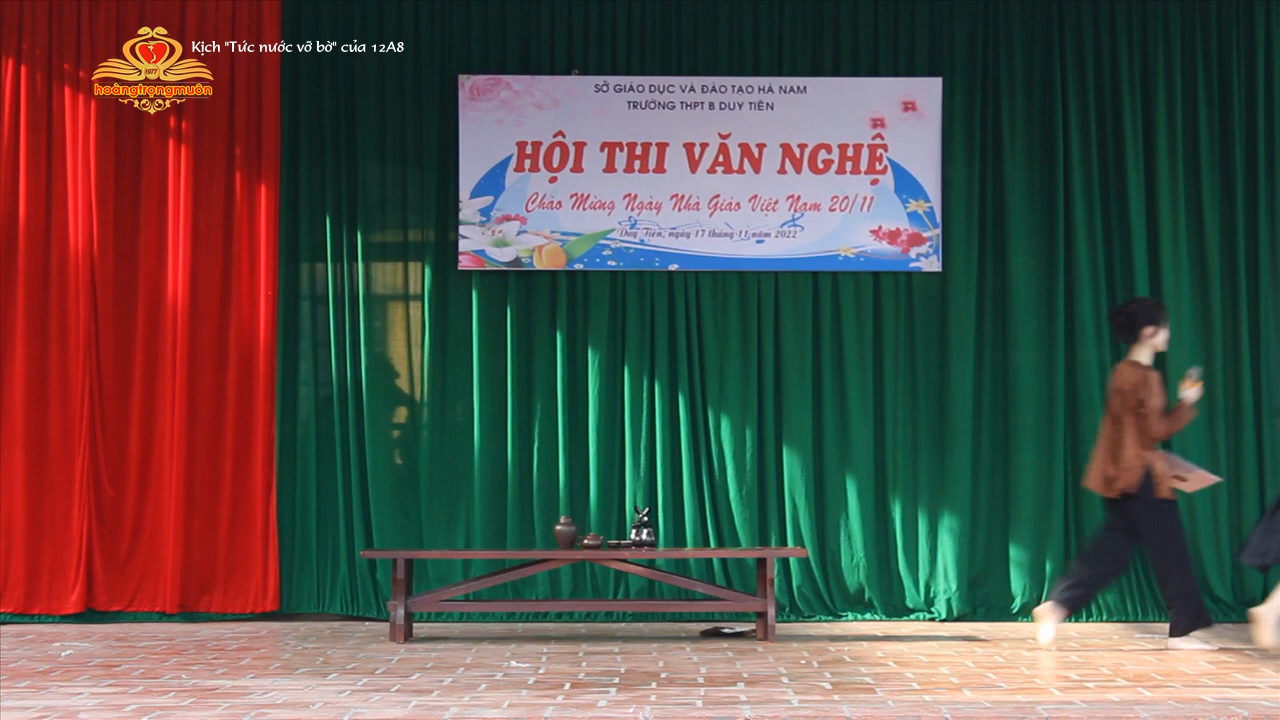 Kịch "Tức nước vỡ bờ" của 12A8
1977
hoàngtrọngmuôn
SỞ GIÁO DỤC VÀ ĐÀO TẠO HÀ NAM
TRƯỜNG THPT B DUY TIÊN
HỘI THI VĂN NGHỆ
Chào Mừng Ngày Nhà Giáo Việt Nam 20/11
Duy Tiên, ngày 17 tháng 11 năm 2022